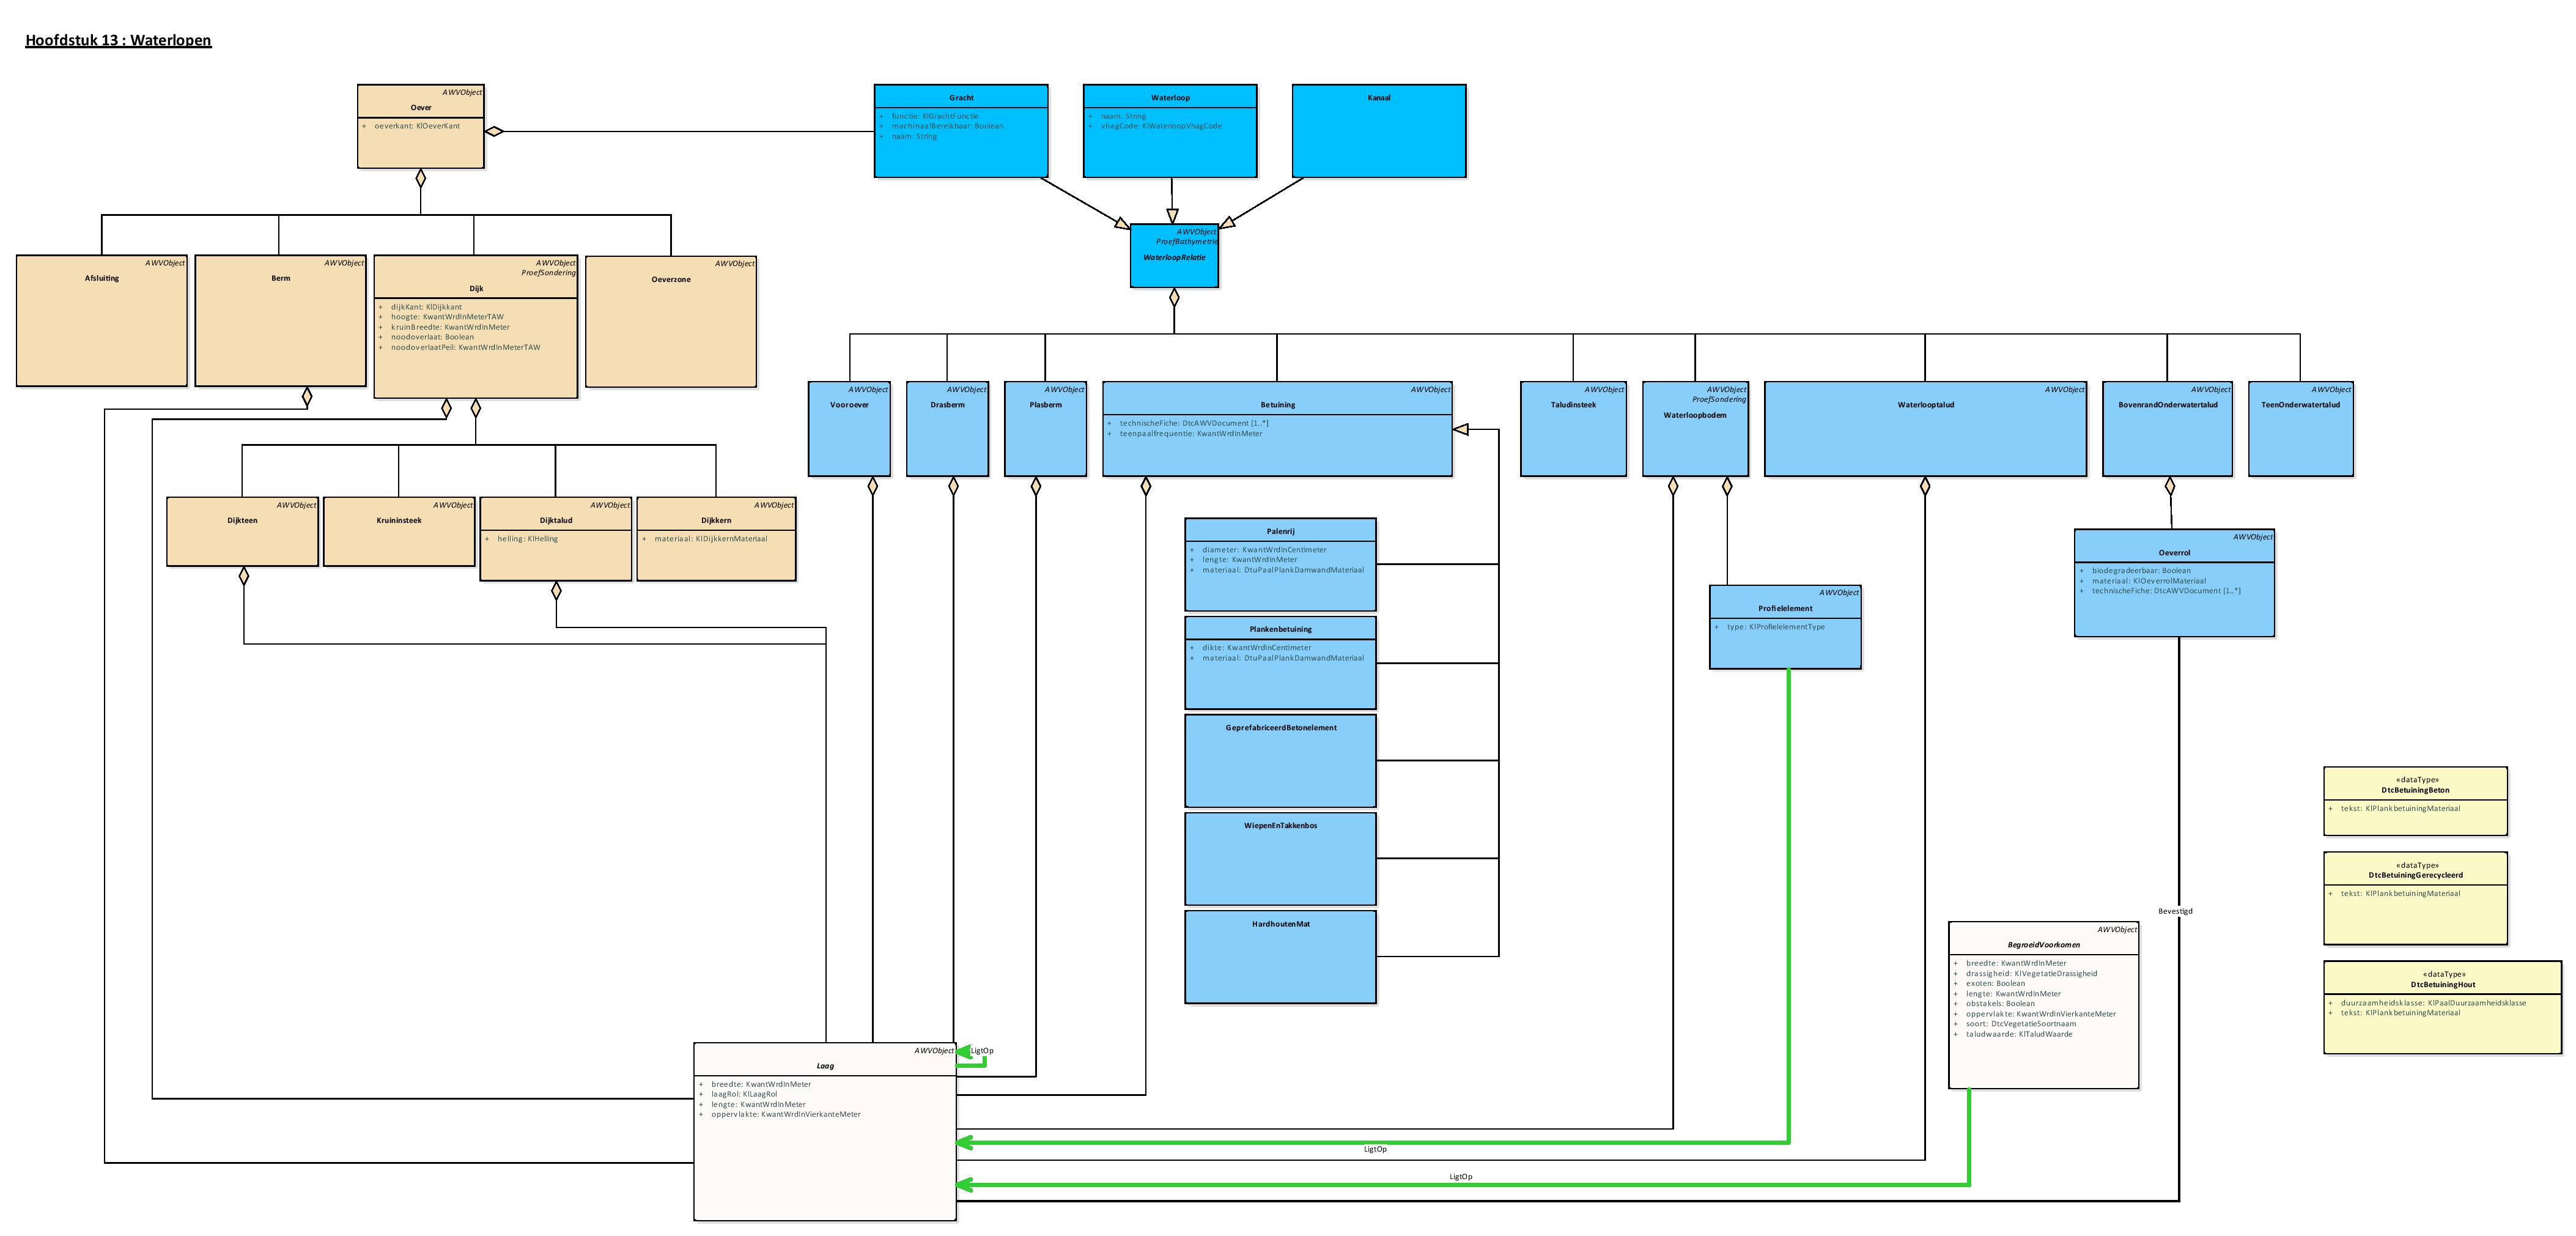 Hoofdstuk 13 : Waterlopen
AWVObject
Oever
+ oeverkant: KlOeverKant
Gracht
+ functie: KlGrachtFunctie
+ machinaalBereikbaar: Boolean
+ naam: String
Waterloop
+ naam: String
+ vhagCode: KlWaterloopVhagCode
Kanaal
AWVObject
ProefBathymetrie
WaterloopRelatie
AWVObject
Afsluiting
AWVObject
Berm
AWVObject
ProefSondering
Dijk
+ dijkKant: KlDijkkant
+ hoogte: KwantWrdInMeterTAW
+ kruinBreedte: KwantWrdInMeter
+ noodoverlaat: Boolean
+ noodoverlaatPeil: KwantWrdInMeterTAW
AWVObject
Oeverzone
AWVObject
Vooroever
AWVObject
Drasberm
AWVObject
Plasberm
AWVObject
Betuining
+ technischeFiche: DtcAWVDocument [1..*]
+ teenpaalfrequentie: KwantWrdInMeter
AWVObject
Taludinsteek
AWVObject
ProefSondering
Waterloopbodem
AWVObject
Waterlooptalud
AWVObject
BovenrandOnderwatertalud
AWVObject
TeenOnderwatertalud
AWVObject
Dijkteen
AWVObject
Kruininsteek
AWVObject
Dijktalud
+ helling: KlHelling
AWVObject
Dijkkern
+ materiaal: KlDijkkernMateriaal
Palenrij
+ diameter: KwantWrdInCentimeter
+ lengte: KwantWrdInMeter
+ materiaal: DtuPaalPlankDamwandMateriaal
Plankenbetuining
+ dikte: KwantWrdInCentimeter
+ materiaal: DtuPaalPlankDamwandMateriaal
GeprefabriceerdBetonelement
WiepenEnTakkenbos
HardhoutenMat
AWVObject
Profielelement
+ type: KlProfielelementType
AWVObject
Oeverrol
+ biodegradeerbaar: Boolean
+ materiaal: KlOeverrolMateriaal
+ technischeFiche: DtcAWVDocument [1..*]
«dataType»
DtcBetuiningBeton
+ tekst: KlPlankbetuiningMateriaal
«dataType»
DtcBetuiningGerecycleerd
+ tekst: KlPlankbetuiningMateriaal
«dataType»
DtcBetuiningHout
+ duurzaamheidsklasse: KlPaalDuurzaamheidsklasse
+ tekst: KlPlankbetuiningMateriaal
Bevestigd
AWVObject
BegroeidVoorkomen
+ breedte: KwantWrdInMeter
+ drassigheid: KlVegetatieDrassigheid
+ exoten: Boolean
+ lengte: KwantWrdInMeter
+ obstakels: Boolean
+ oppervlakte: KwantWrdInVierkanteMeter
+ soort: DtcVegetatieSoortnaam
+ taludwaarde: KlTaludWaarde
AWVObject
Laag
+ breedte: KwantWrdInMeter
+ laagRol: KlLaagRol
+ lengte: KwantWrdInMeter
+ oppervlakte: KwantWrdInVierkanteMeter
LigtOp
LigtOp
LigtOp